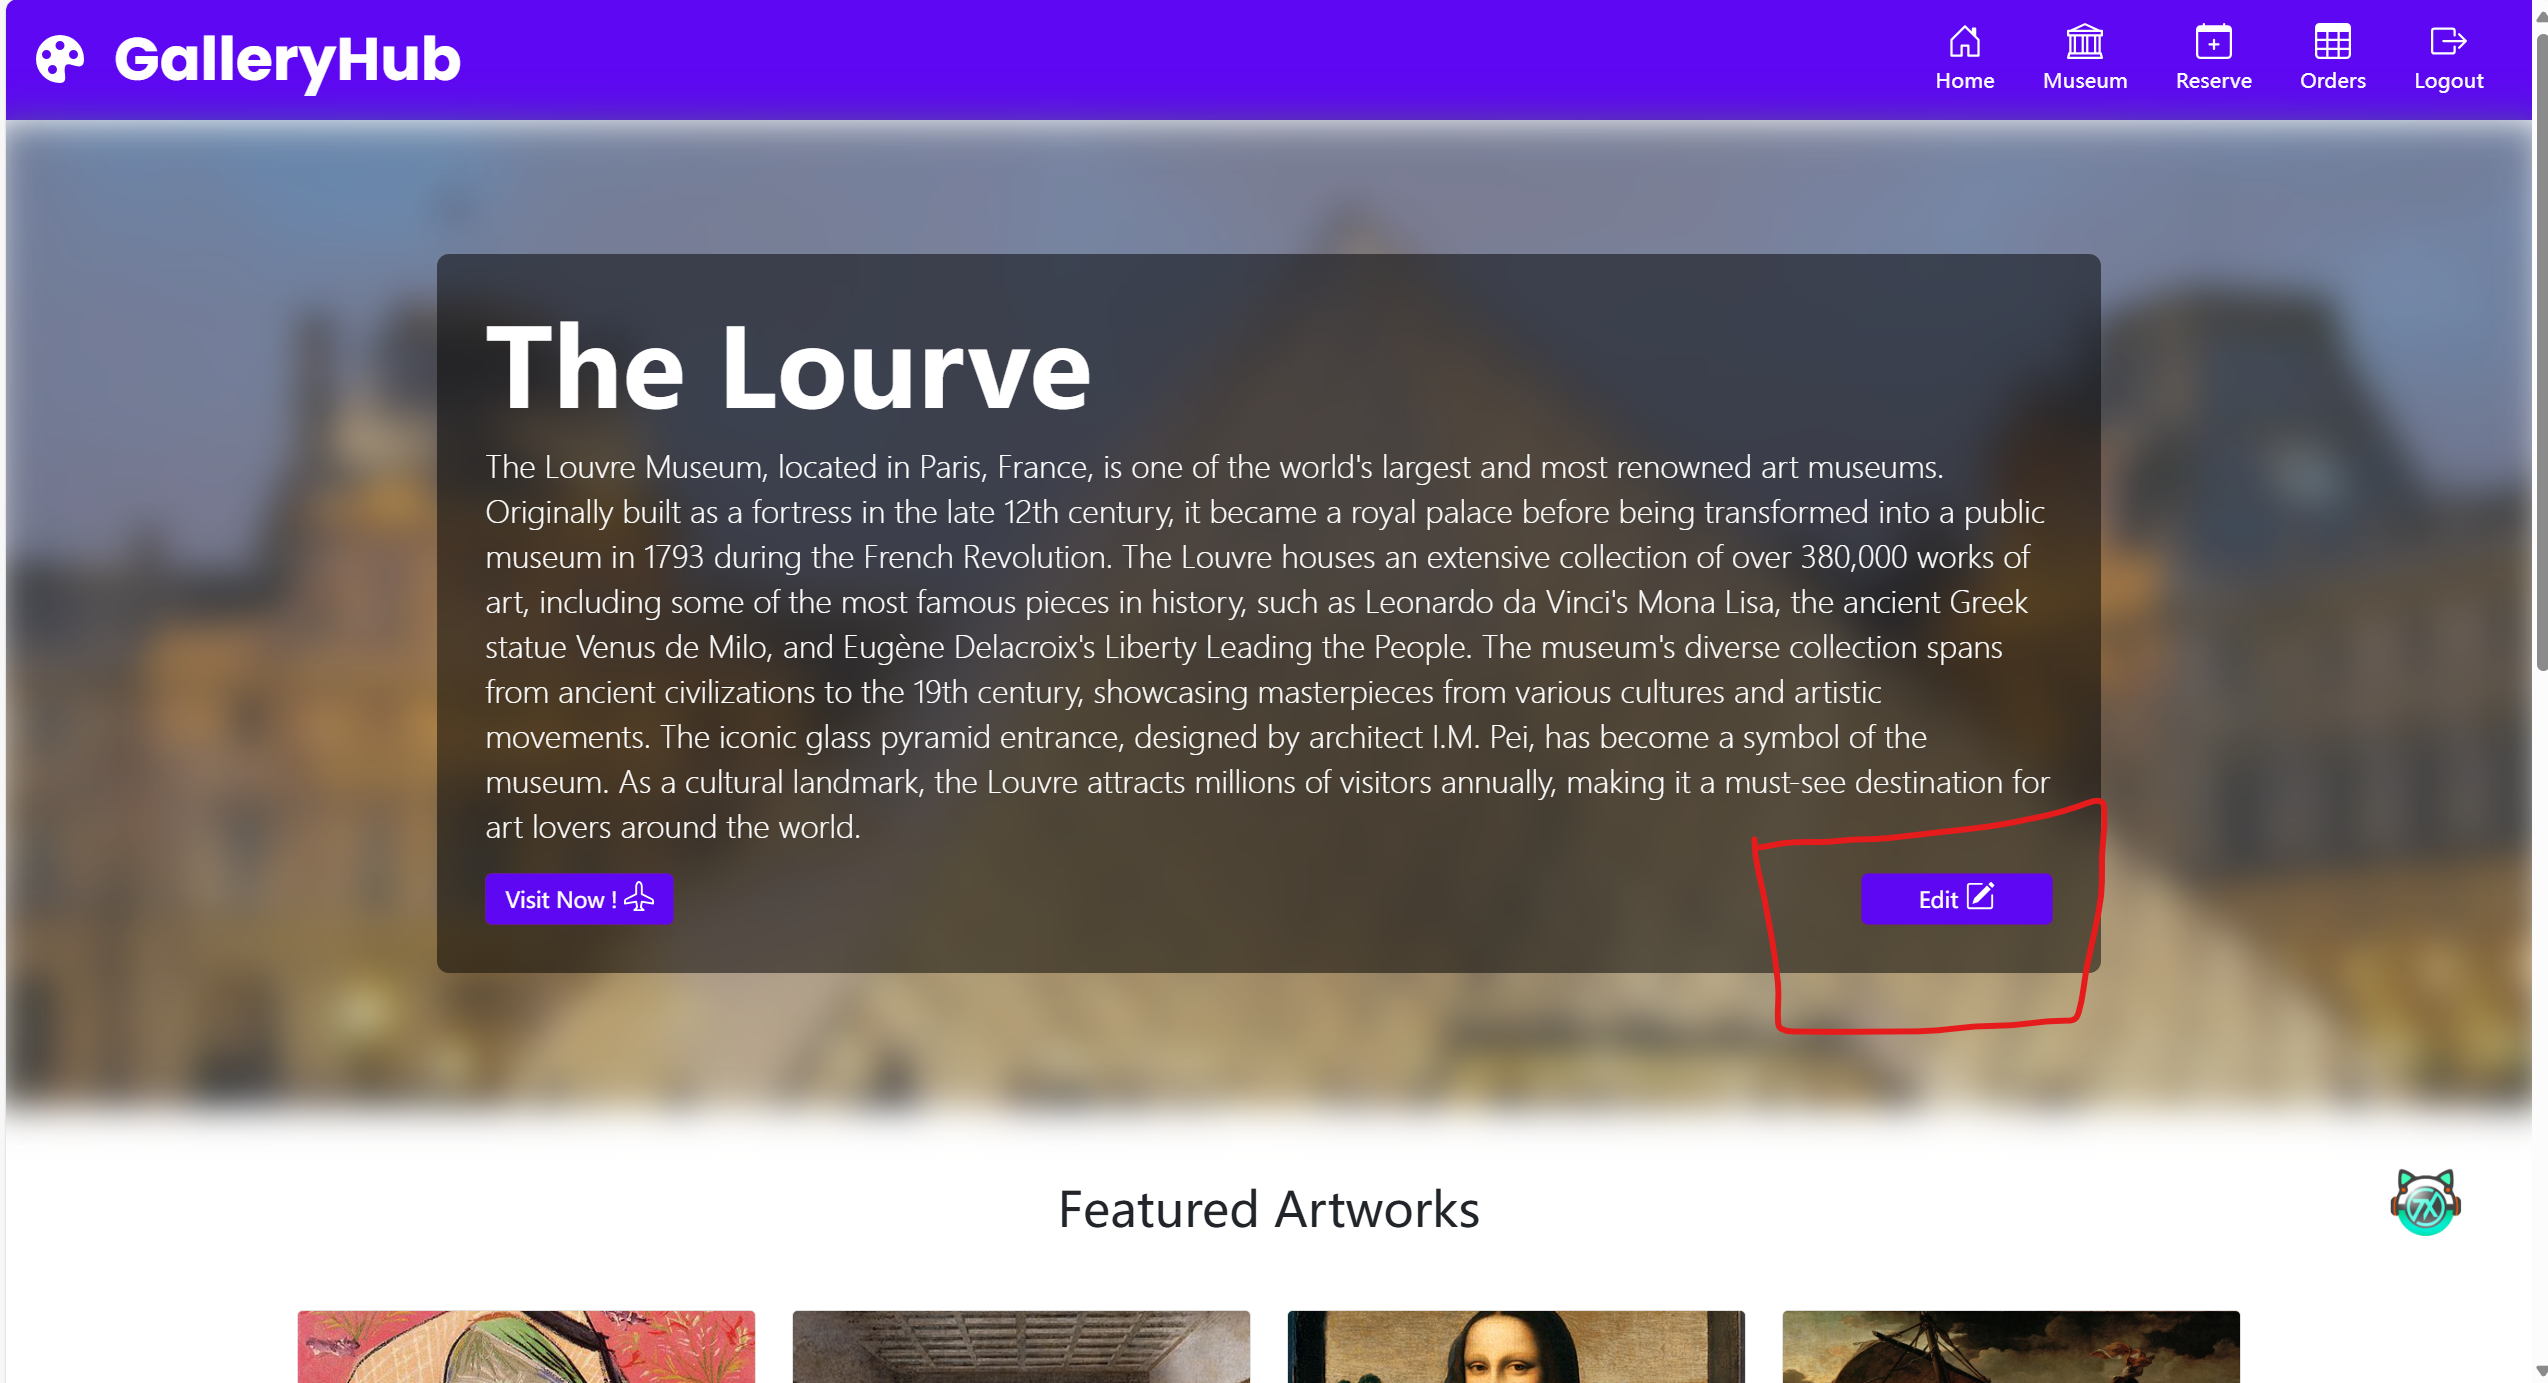 GalleryHub
Home Museum Reserve Orders Logout
The Lourve
The Louvre Museum, located in Paris, France, is one of the world's largest and most renowned art museums.
Originally built as a fortress in the late 12th century, it became a royal palace before being transformed into a public
museum in 1793 during the French Revolution. The Louvre houses an extensive collection of over 380,000 works of
art, including some of the most famous pieces in history, such as Leonardo da Vinci's Mona Lisa, the ancient Greek
statue Venus de Milo, and Eugène Delacroix's Liberty Leading the People. The museum's diverse collection spans
from ancient civilizations to the 19th century, showcasing masterpieces from various cultures and artistic
movements. The iconic glass pyramid entrance, designed by architect I.M. Pei, has become a symbol of the
museum. As a cultural landmark, the Louvre attracts millions of visitors annually, making it a must-see destination for
art lovers around the world.
Visit Now ! Edit
Featured Artworks
7X